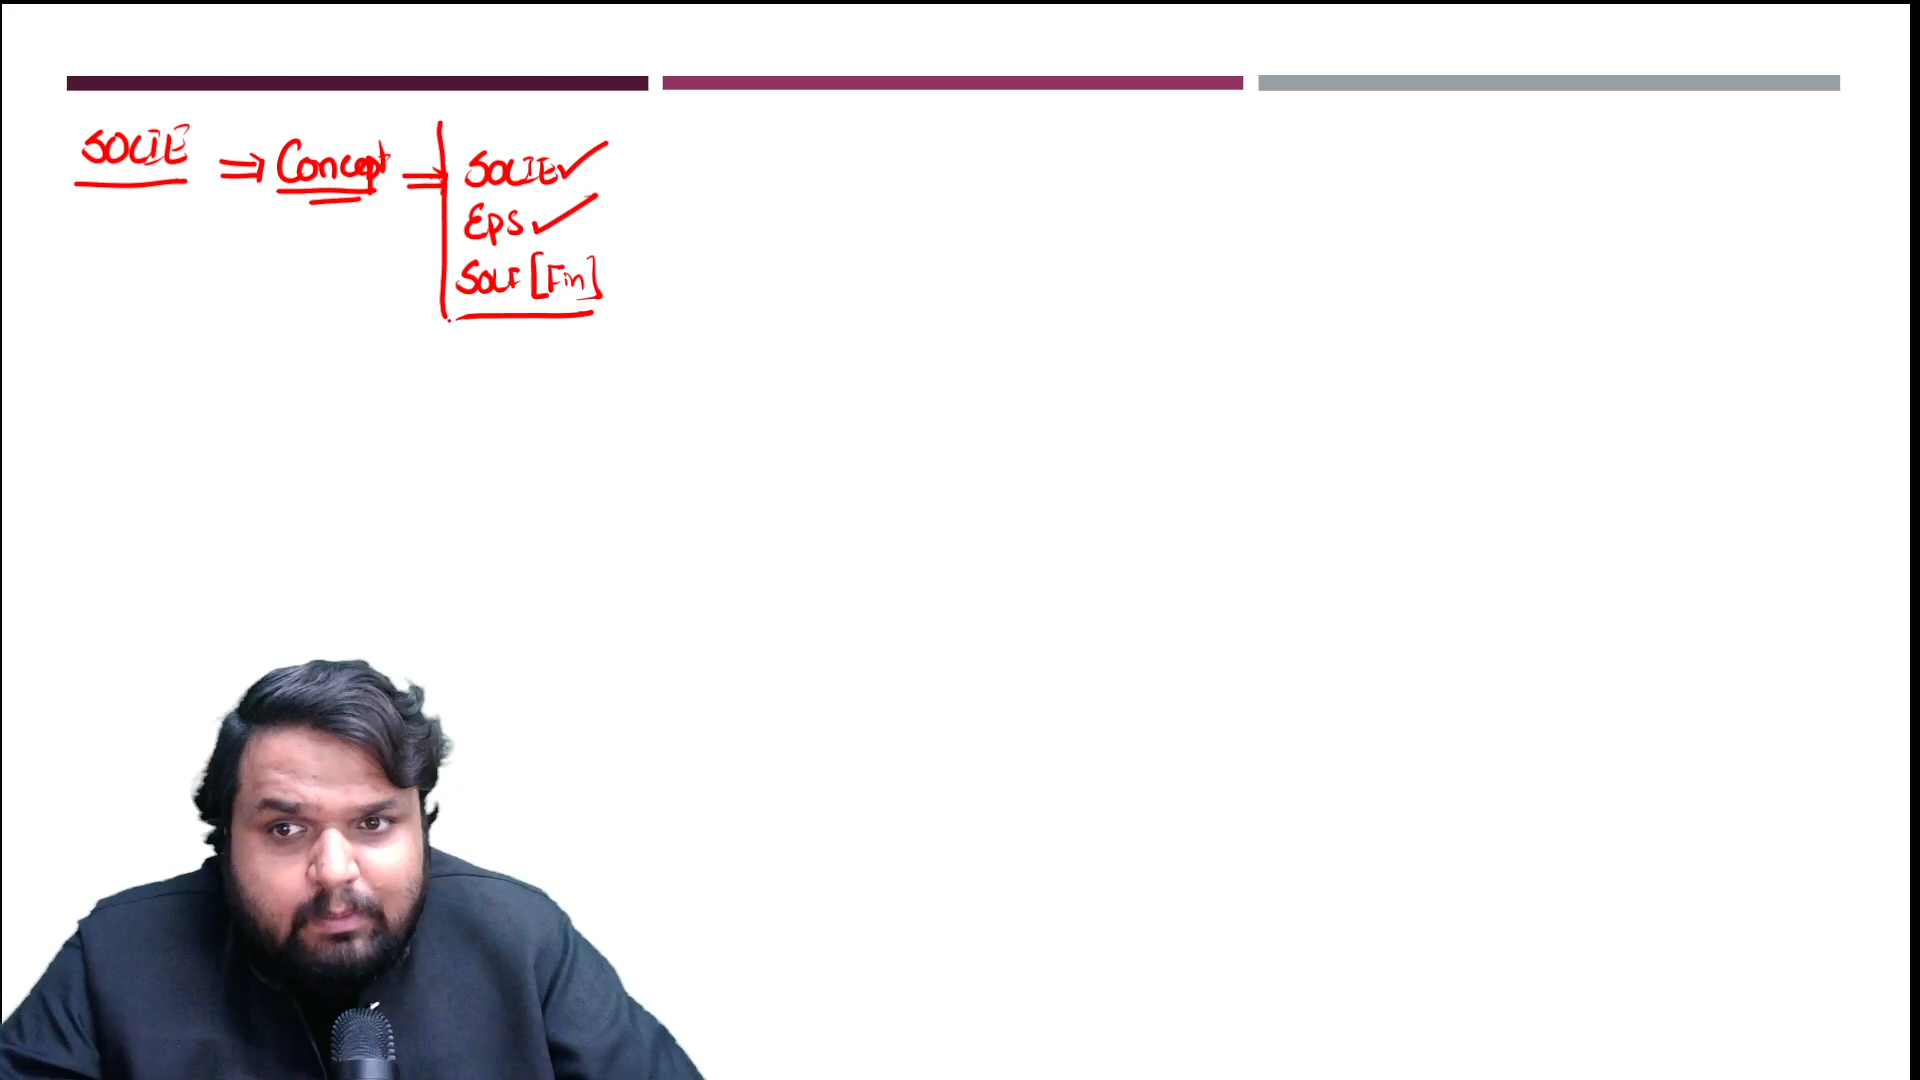 SOCIE ⇒ Concept ⇒ SOCIE ✓
EPS ✓
SOCF [Fin]